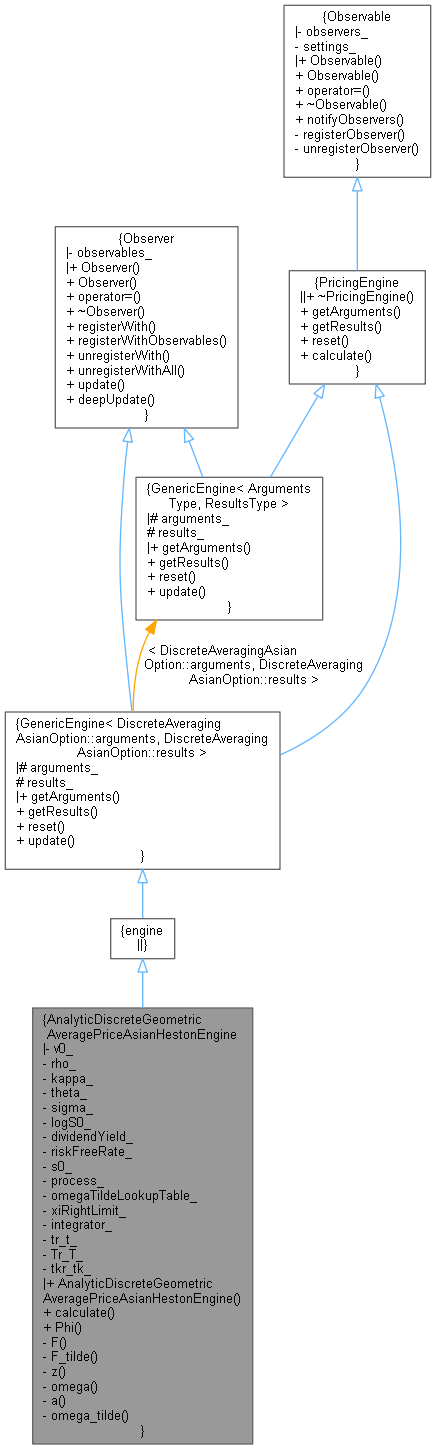 {Observable
|- observers_
- settings_
|+ Observable()
+ Observable()
+ operator=()
+ ~Observable()
+ notifyObservers()
- registerObserver()
- unregisterObserver()
}
{Observer
|- observables_
|+ Observer()
+ Observer()
+ operator=()
+ ~Observer()
+ registerWith()
+ registerWithObservables()
+ unregisterWith()
+ unregisterWithAll()
+ update()
+ deepUpdate()
}
{PricingEngine
||+ ~PricingEngine()
+ getArguments()
+ getResults()
+ reset()
+ calculate()
}
{GenericEngine< Arguments
Type, ResultsType >
|# arguments_
# results_
|+ getArguments()
+ getResults()
+ reset()
+ update()
}
< DiscreteAveragingAsian
Option::arguments, DiscreteAveraging
AsianOption::results >
{GenericEngine< DiscreteAveraging
AsianOption::arguments, DiscreteAveraging
AsianOption::results >
|# arguments_
# results_
|+ getArguments()
+ getResults()
+ reset()
+ update()
}
{engine
||}
{AnalyticDiscreteGeometric
AveragePriceAsianHestonEngine
|- v0_
- rho_
- kappa_
- theta_
- sigma_
- logS0_
- dividendYield_
- riskFreeRate_
- s0_
- process_
- omegaTildeLookupTable_
- xiRightLimit_
- integrator_
- tr_t_
- Tr_T_
- tkr_tk_
|+ AnalyticDiscreteGeometric
AveragePriceAsianHestonEngine()
+ calculate()
+ Phi()
- F()
- F_tilde()
- z()
- omega()
- a()
- omega_tilde()
}